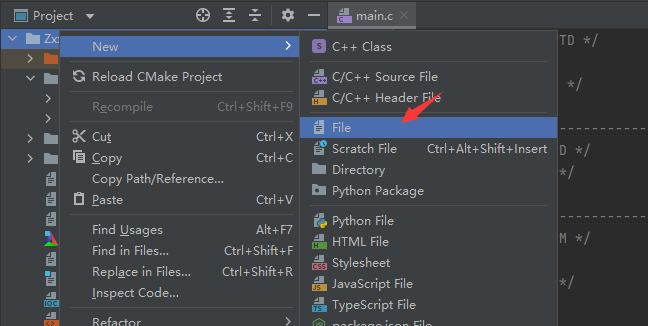 Project
main.c
Zx
New
C++ Class
TD */
Reload CMake Project
C/C++ Source File
*/
Recompile Ctrl+Shift+F9
C/C++ Header File
Cut Ctrl+X
File
Copy Ctrl+C
Scratch File Ctrl+Alt+Shift+Insert
D */
Copy Path/Reference...
Directory
*/
Paste Ctrl+V
Python Package
Find Usages Alt+F7
Python File
Find in Files... Ctrl+Shift+F
HTML File
M */
Replace in Files... Ctrl+Shift+R
Stylesheet
Inspect Code...
JavaScript File
*/
TypeScript File
Refactor
package.json File